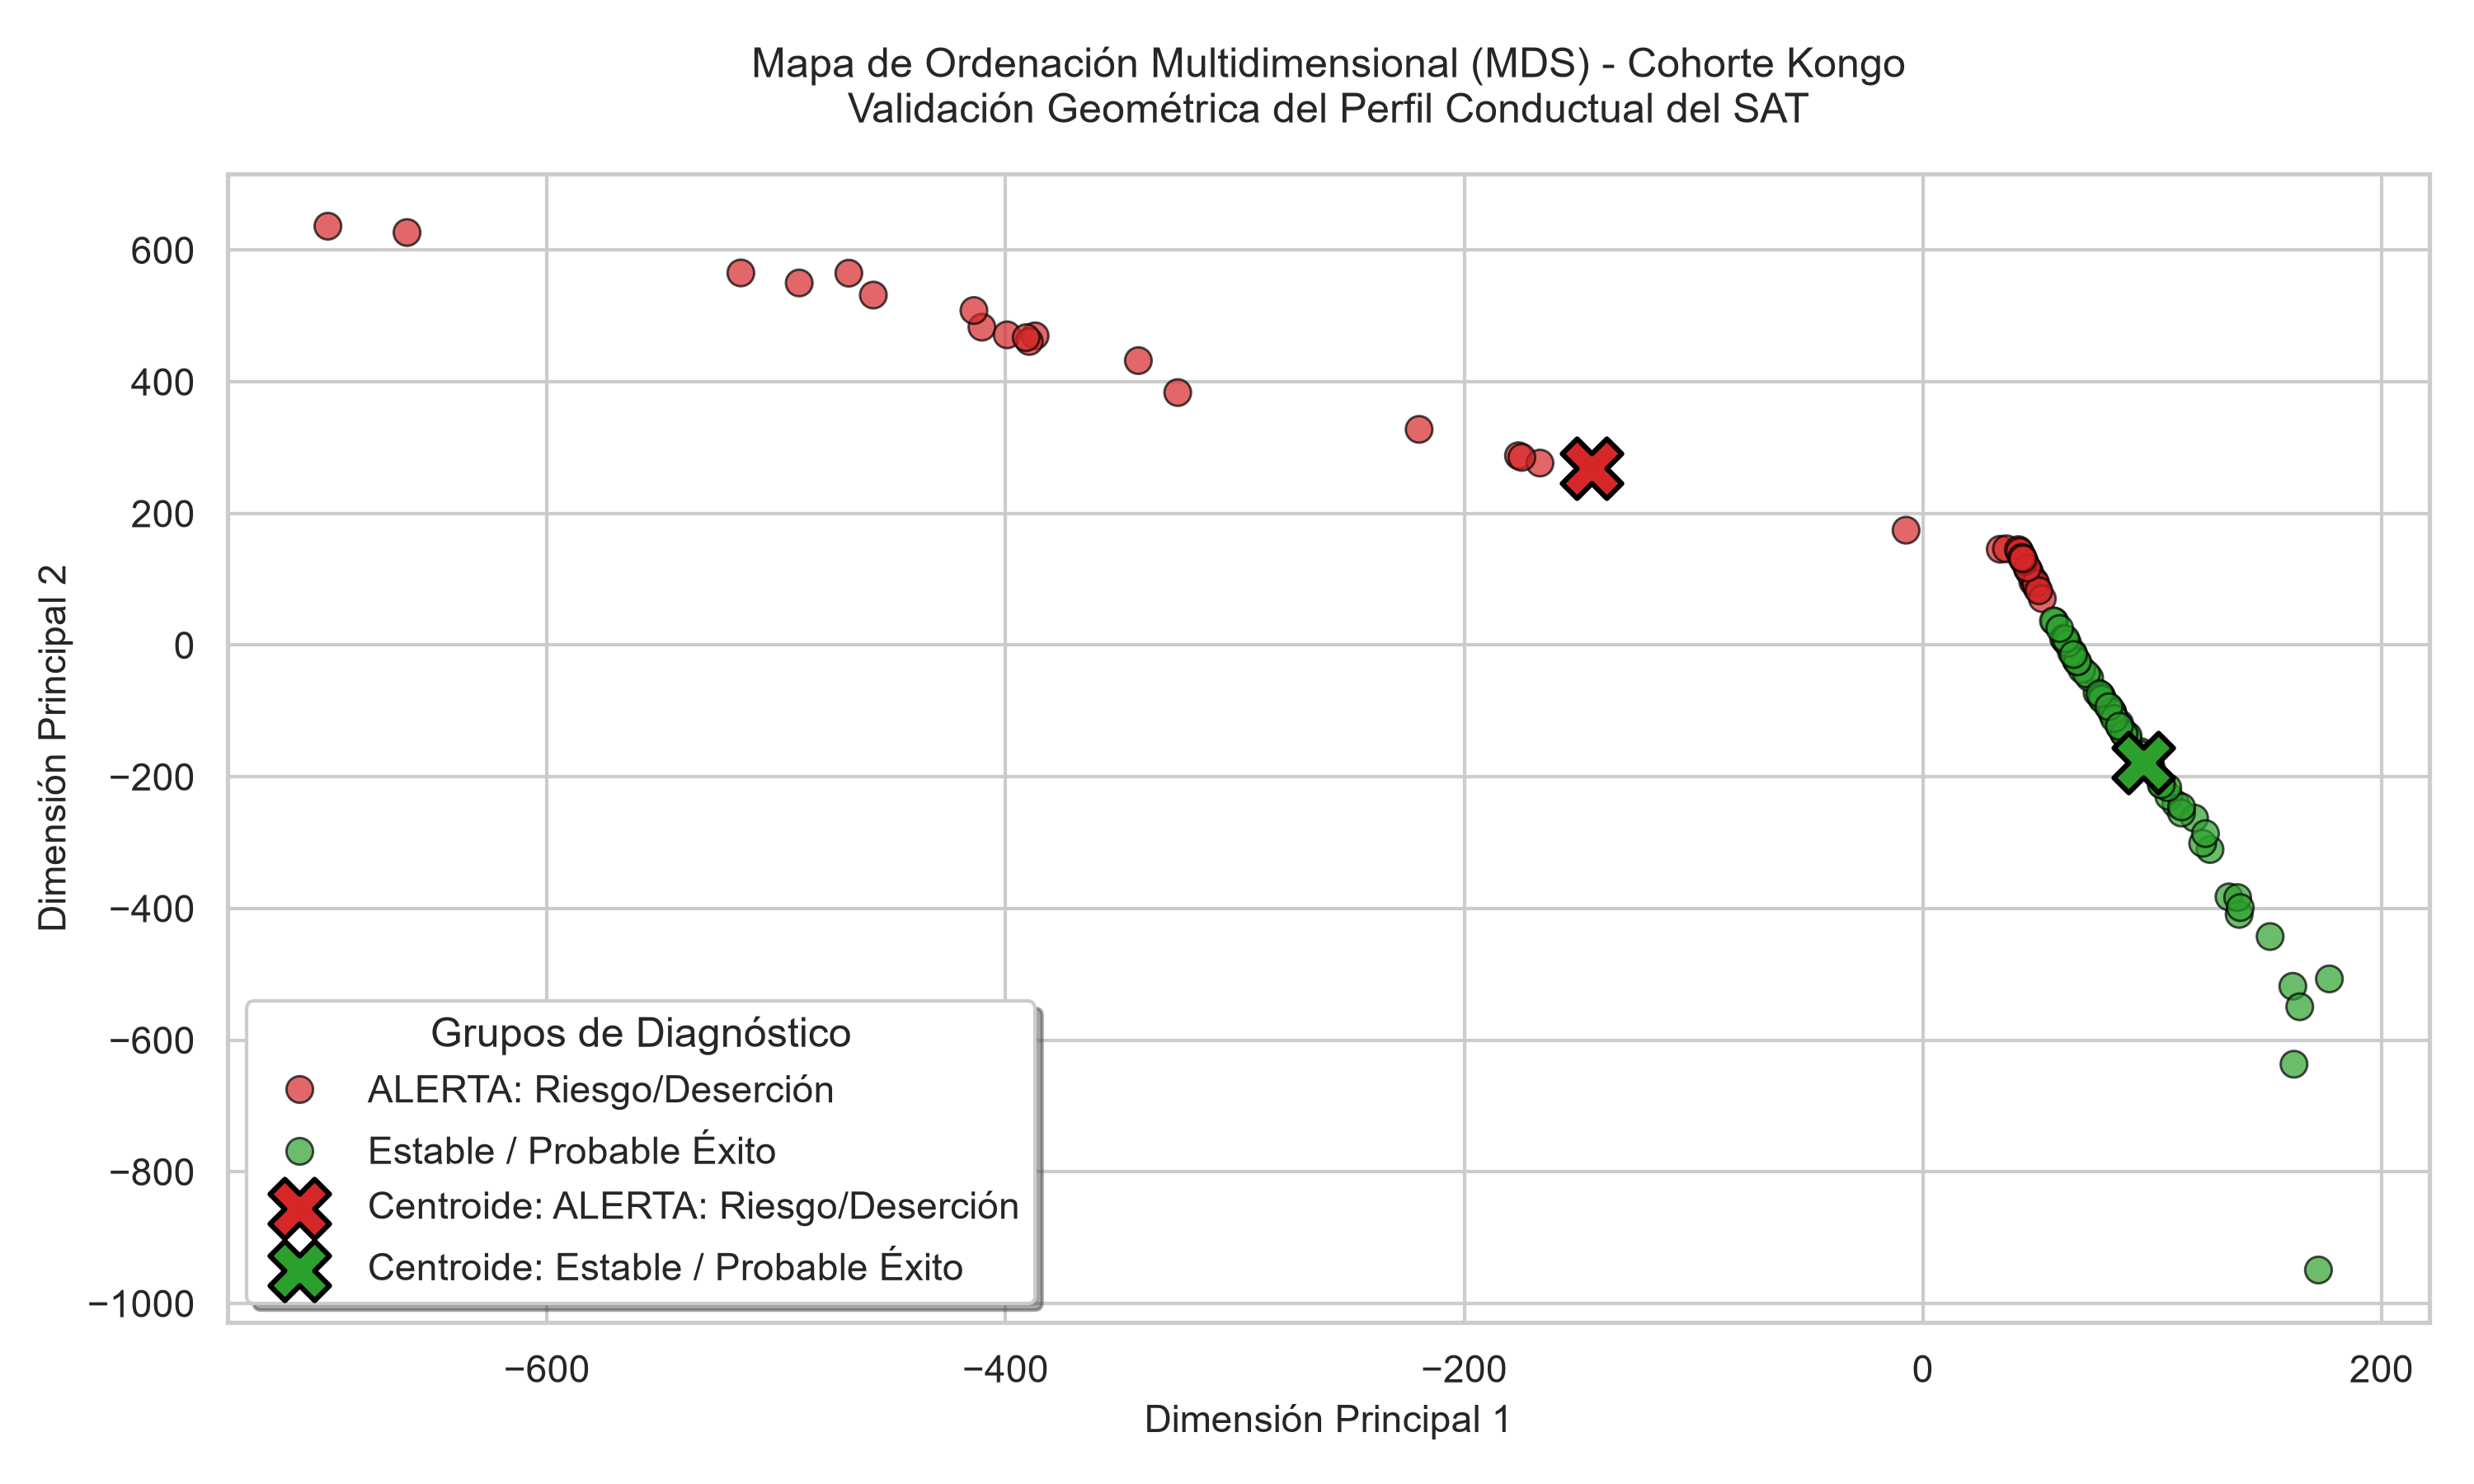 Mapa de Ordenación Multidimensional (MDS) - Cohorte Kongo
Validación Geométrica del Perfil Conductual del SAT
Dimensión Principal 2
600
400
200
0
−200
−400
−600
−800
−1000
Grupos de Diagnóstico
ALERTA: Riesgo/Deserción
Estable / Probable Éxito
Centroide: ALERTA: Riesgo/Deserción
Centroide: Estable / Probable Éxito
−600
−400
−200
0
200
Dimensión Principal 1